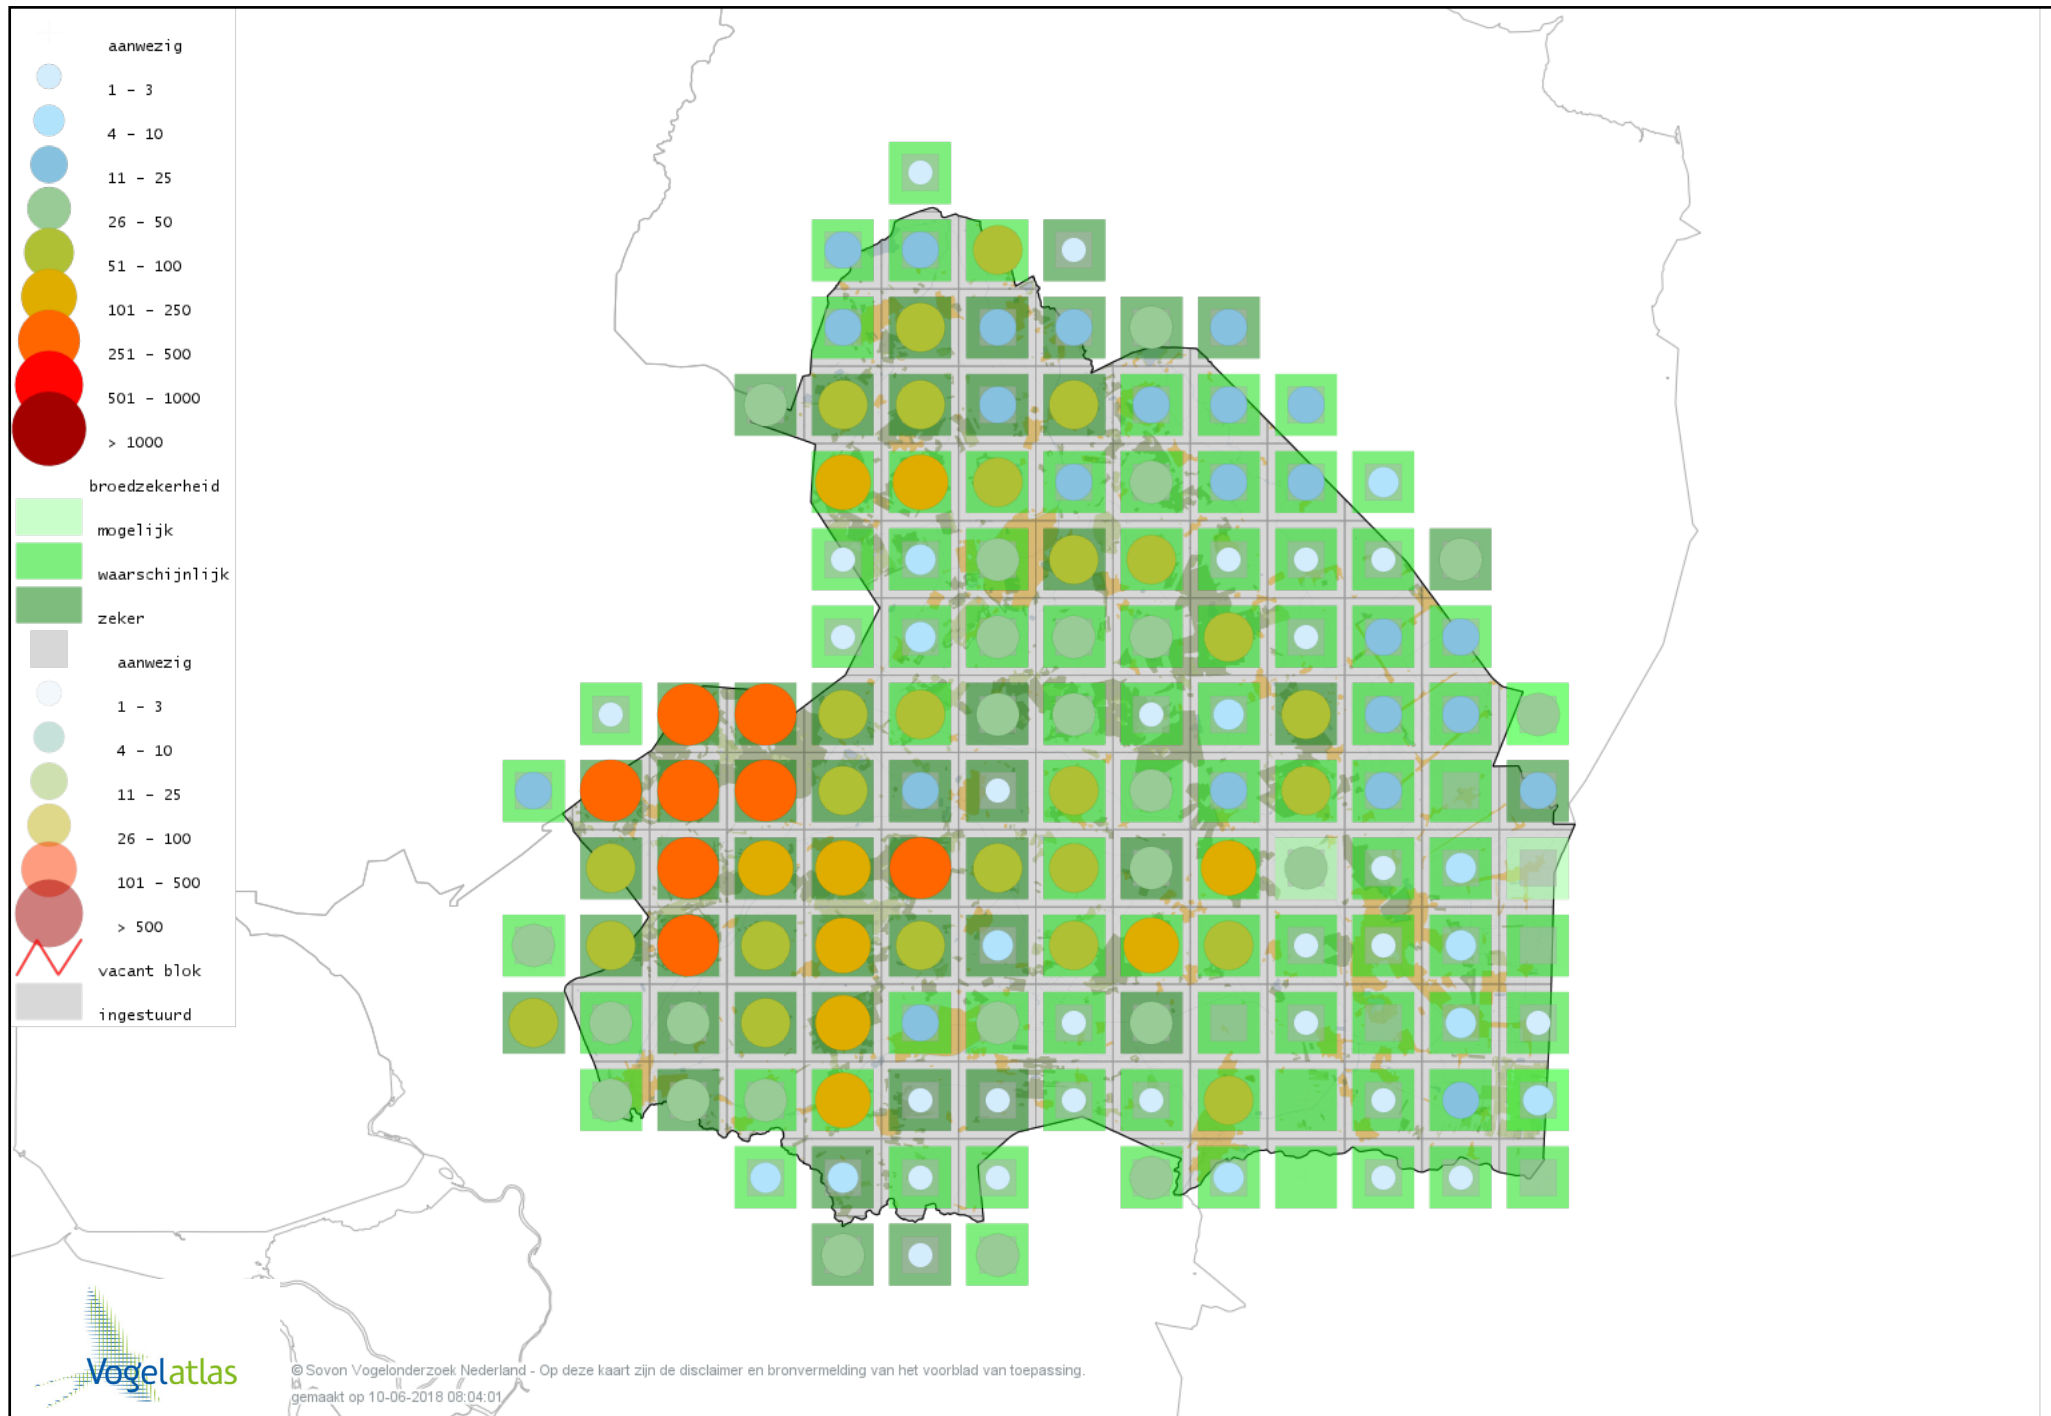 aanwezig
1 - 3
4 - 10
11 - 25
26 - 50
51 - 100
101 - 250
251 - 500
501 - 1000
> 1000
broedzekerheid
mogelijk
waarschijnlijk
zeker
aanwezig
1 - 3
4 - 10
11 - 25
26 - 100
101 - 500
> 500
vacant blok
ingestuurd
Vogelatlas
© Sovon Vogelonderzoek Nederland - Op deze kaart zijn de disclaimer en bronvermelding van het voorblad van toepassing.
gemaakt op 10-06-2018 08:04:01